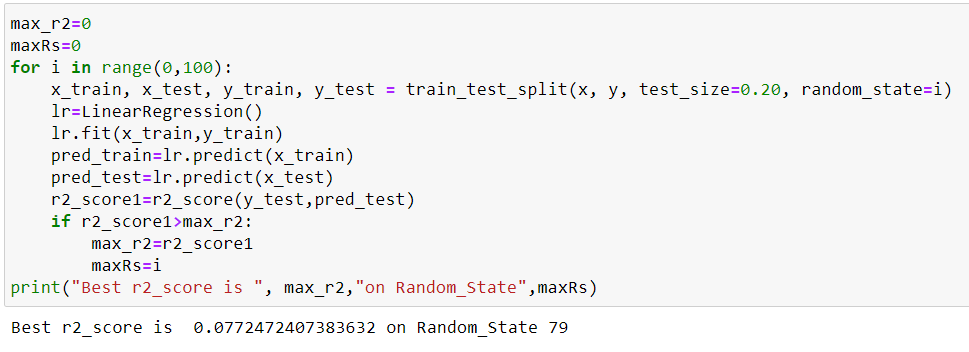 max_r2=0
maxRs=0
for i in range(0,100):
    x_train, x_test, y_train, y_test = train_test_split(x, y, test_size=0.20, random_state=i)
    lr=LinearRegression()
    lr.fit(x_train,y_train)
    pred_train=lr.predict(x_train)
    pred_test=lr.predict(x_test)
    r2_score1=r2_score(y_test,pred_test)
    if r2_score1>max_r2:
        max_r2=r2_score1
        maxRs=i
print("Best r2_score is ", max_r2,"on Random_State",maxRs)
Best r2_score is  0.0772472407383632 on Random_State 79